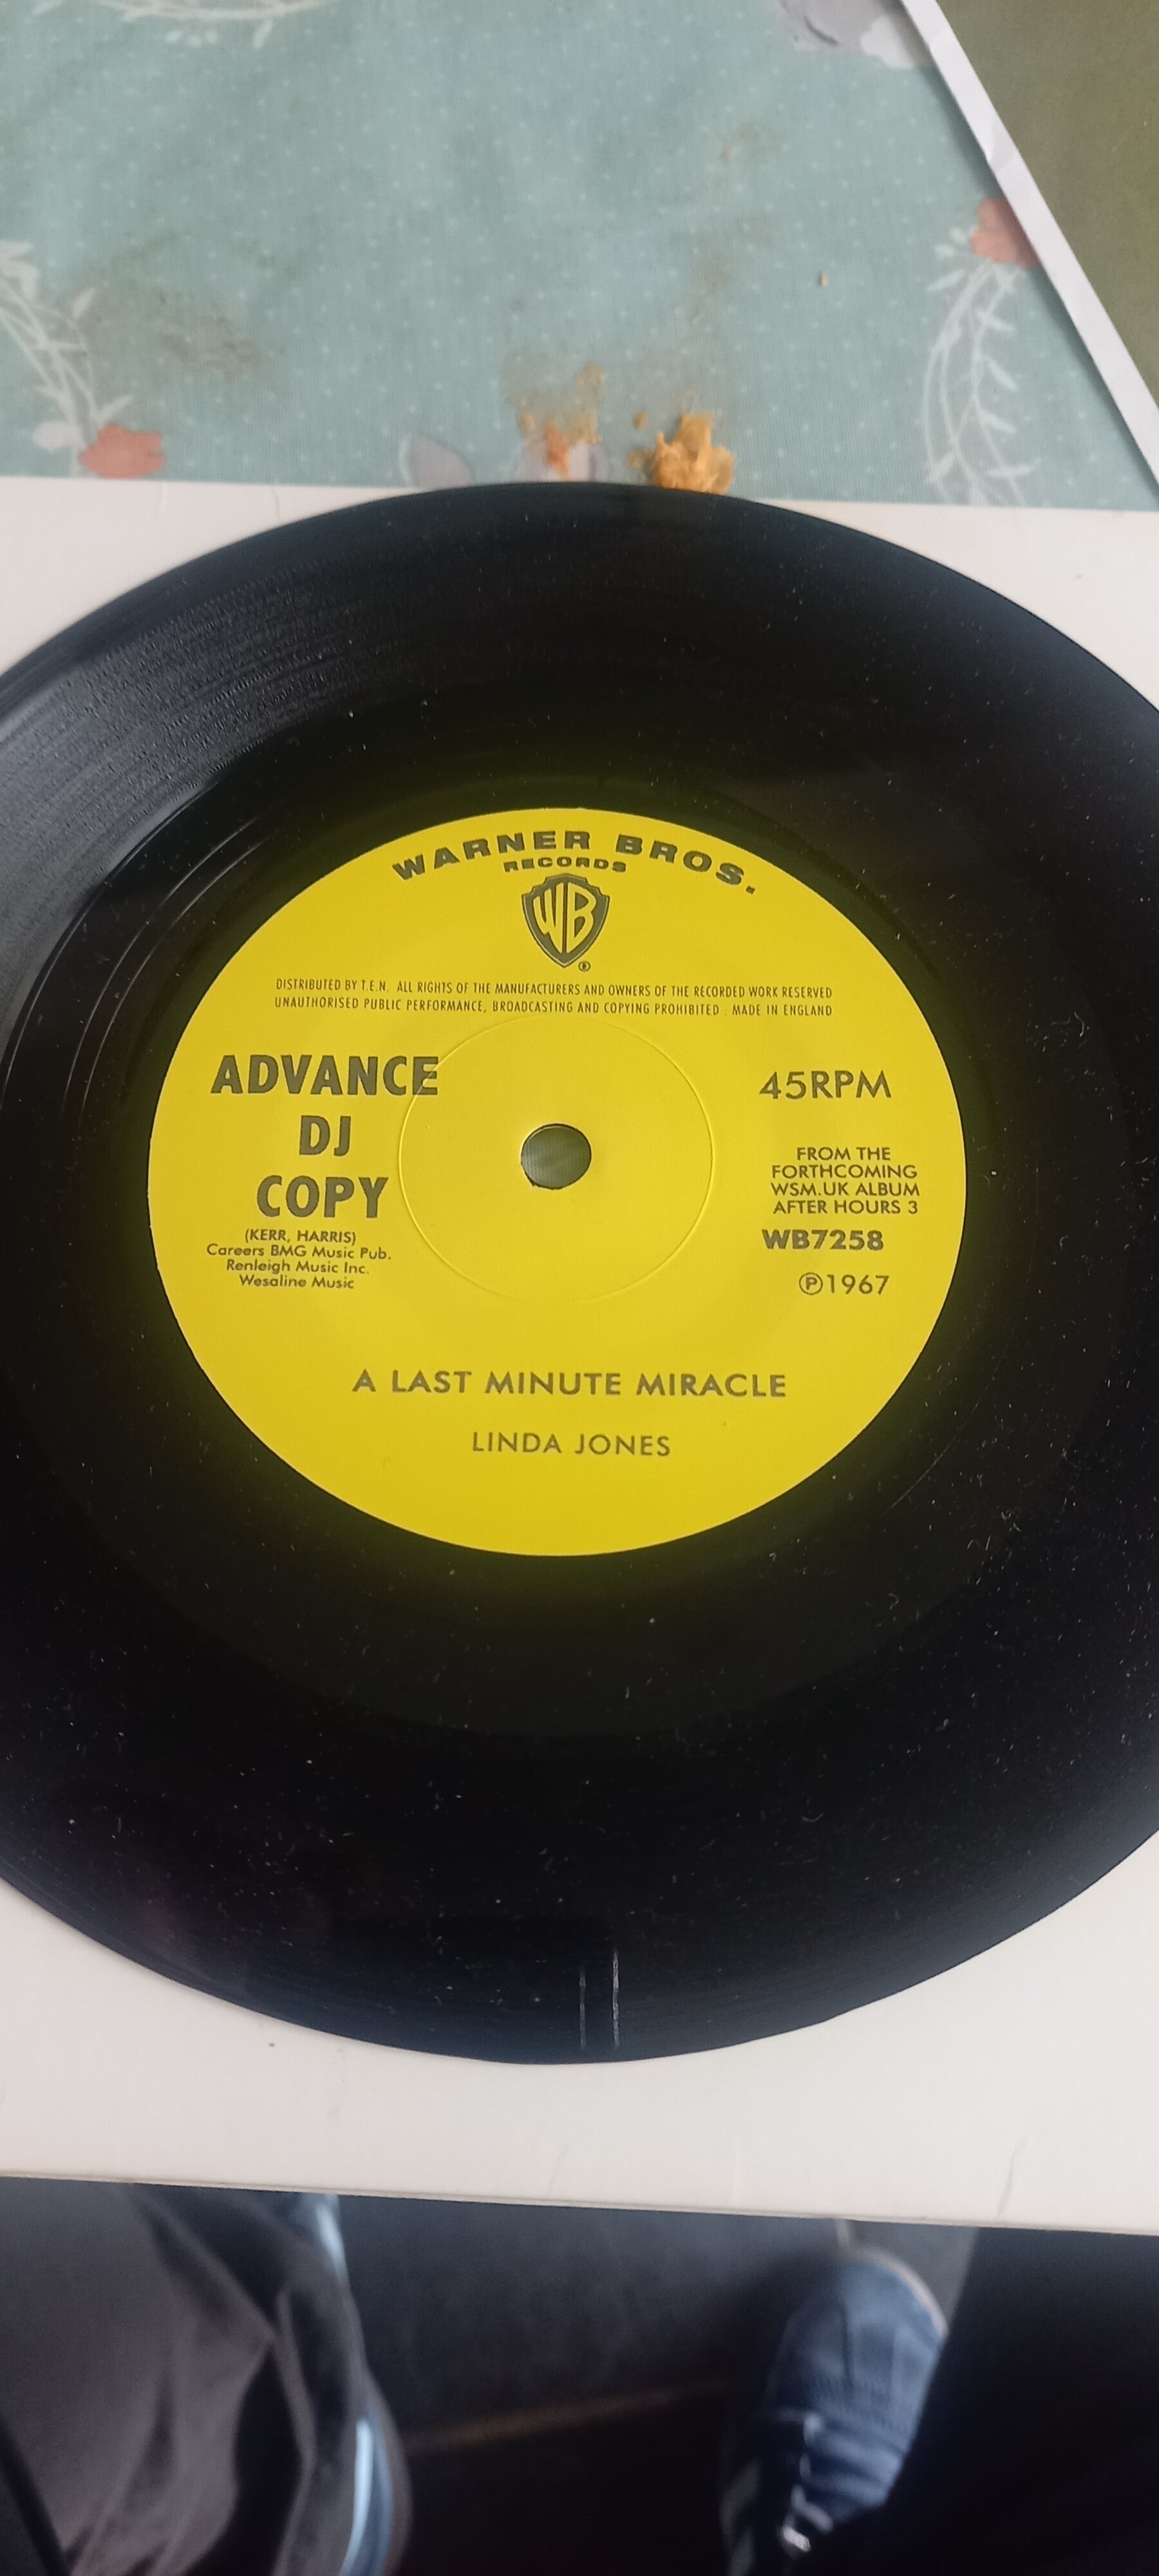 WARNER BROS.
RECORDS
WB
®
DISTRIBUTED BY T.E.N. ALL RIGHTS OF THE MANUFACTURERS AND OWNERS OF THE RECORDED WORK RESERVED
UNAUTHORISED PUBLIC PERFORMANCE, BROADCASTING AND COPYING PROHIBITED . MADE IN ENGLAND
ADVANCE
DJ
COPY
(KERR, HARRIS)
Careers BMG Music Pub.
Renleigh Music Inc.
Wesaline Music
45RPM
FROM THE
FORTHCOMING
WSM.UK ALBUM
AFTER HOURS 3
WB7258
℗1967
A LAST MINUTE MIRACLE
LINDA JONES